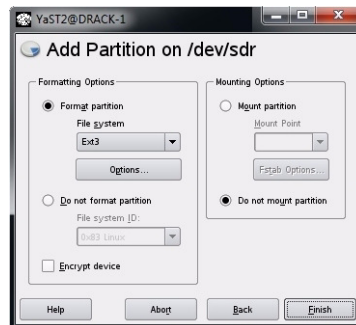 YaST2@DRACK-1
Add Partition on /dev/sdr
Formatting Options
Format partition
File system
Ext3
Options...
Do not format partition
File system ID:
0x83 Linux
Encrypt device
Mounting Options
Mount partition
Mount Point
Fstab Options...
Do not mount partition
Help
Abort
Back
Finish